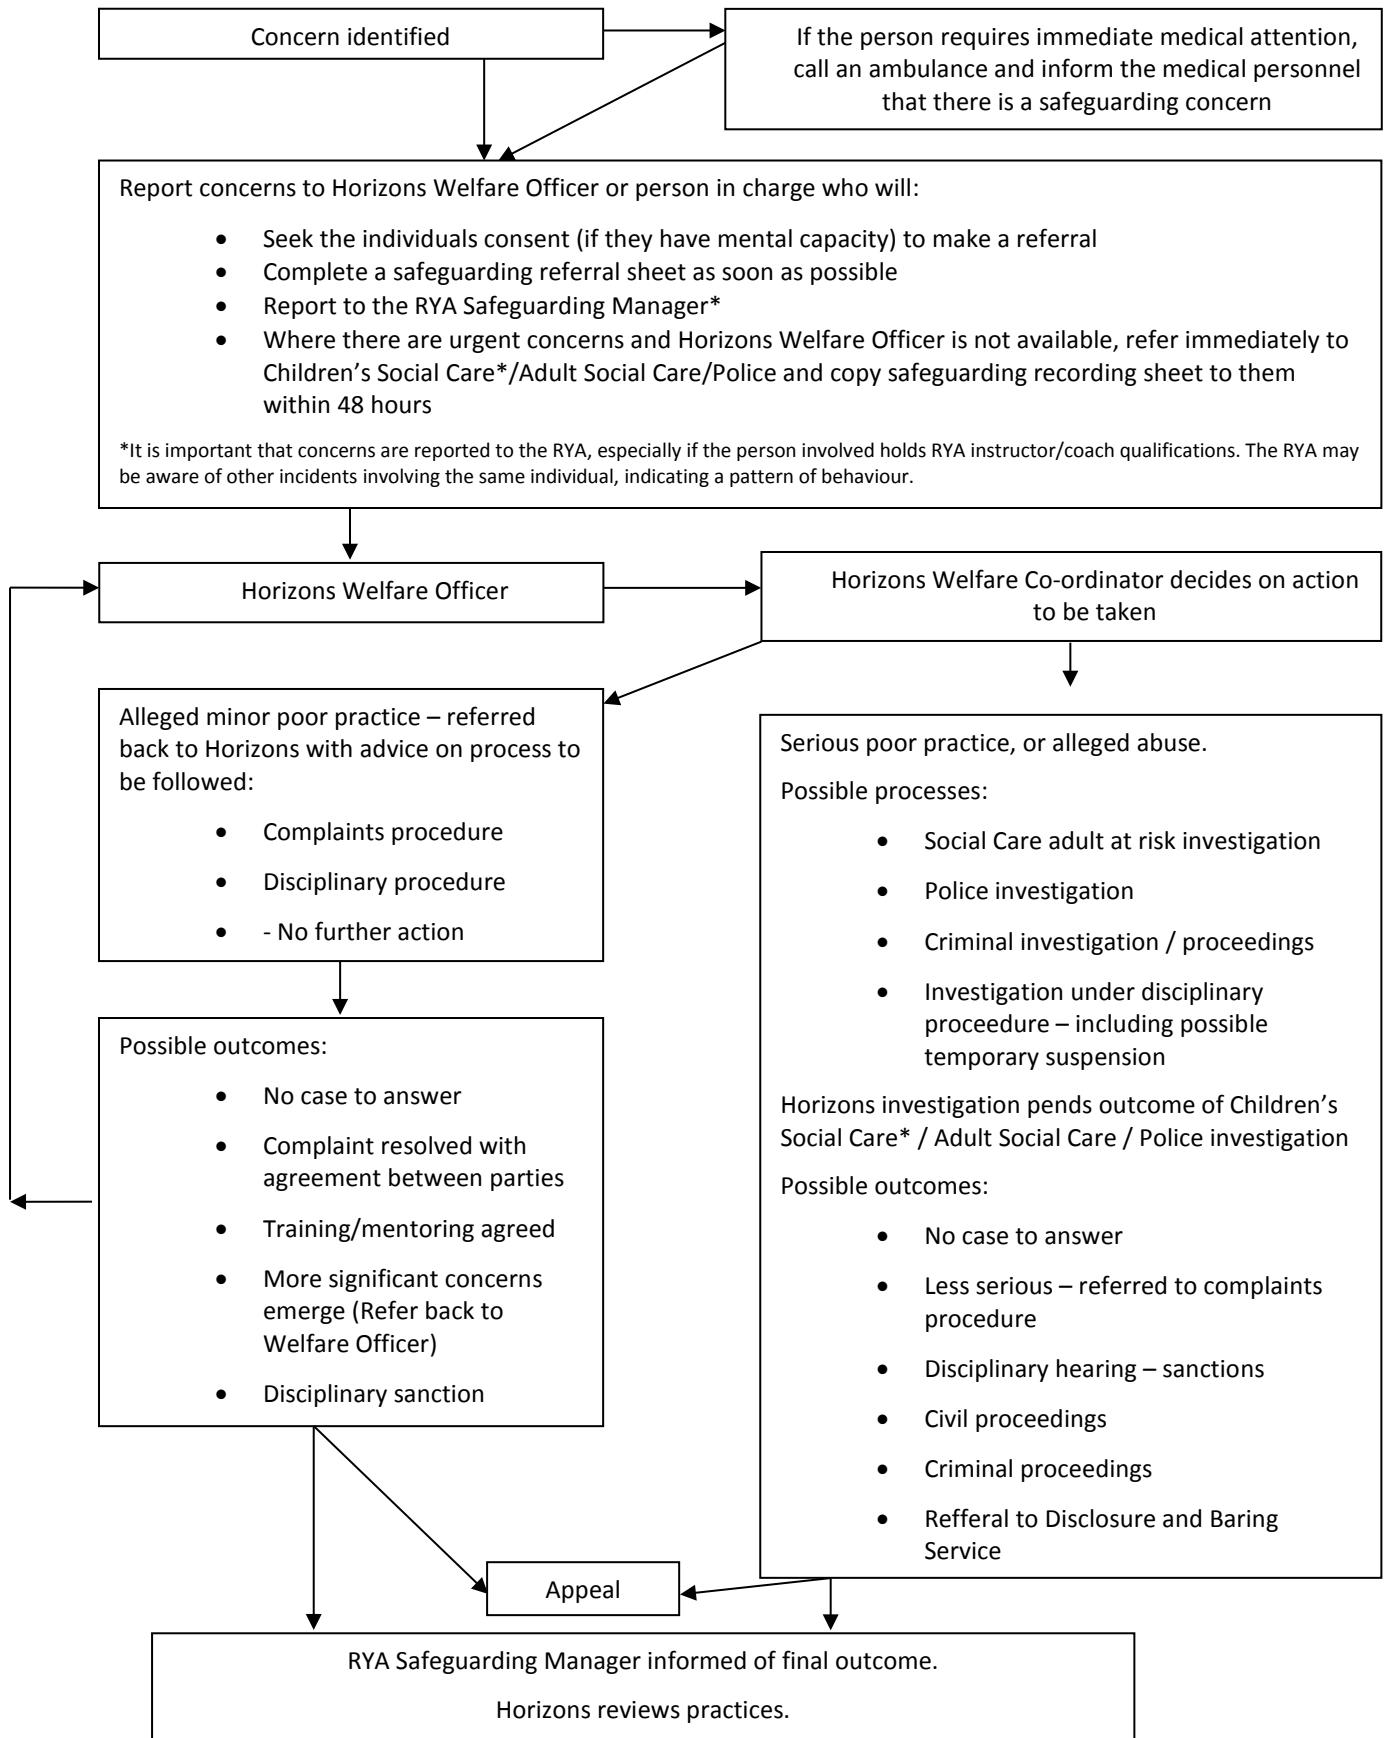 Concern identified
If the person requires immediate medical attention,
call an ambulance and inform the medical personnel
that there is a safeguarding concern
Report concerns to Horizons Welfare Officer or person in charge who will:
• Seek the individuals consent (if they have mental capacity) to make a referral
• Complete a safeguarding referral sheet as soon as possible
• Report to the RYA Safeguarding Manager*
• Where there are urgent concerns and Horizons Welfare Officer is not available, refer immediately to
Children’s Social Care*/Adult Social Care/Police and copy safeguarding recording sheet to them
within 48 hours
*It is important that concerns are reported to the RYA, especially if the person involved holds RYA instructor/coach qualifications. The RYA may
be aware of other incidents involving the same individual, indicating a pattern of behaviour.
Horizons Welfare Officer
Horizons Welfare Co-ordinator decides on action
to be taken
Alleged minor poor practice – referred
back to Horizons with advice on process to
be followed:
• Complaints procedure
• Disciplinary procedure
• - No further action
Possible outcomes:
• No case to answer
• Complaint resolved with
agreement between parties
• Training/mentoring agreed
• More significant concerns
emerge (Refer back to
Welfare Officer)
• Disciplinary sanction
Serious poor practice, or alleged abuse.
Possible processes:
• Social Care adult at risk investigation
• Police investigation
• Criminal investigation / proceedings
• Investigation under disciplinary
proceedure – including possible
temporary suspension
Horizons investigation pends outcome of Children’s
Social Care* / Adult Social Care / Police investigation
Possible outcomes:
• No case to answer
• Less serious – referred to complaints
procedure
• Disciplinary hearing – sanctions
• Civil proceedings
• Criminal proceedings
• Refferal to Disclosure and Baring
Service
Appeal
RYA Safeguarding Manager informed of final outcome.
Horizons reviews practices.